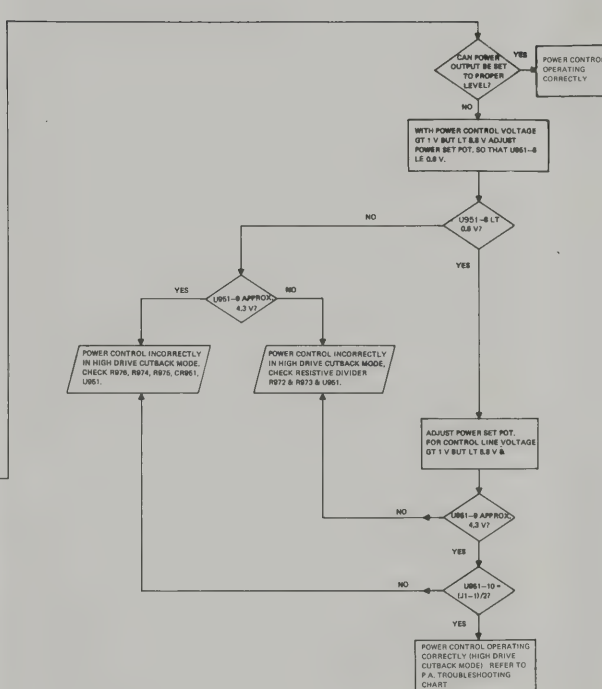 CAN POWER
OUTPUT BE SET
TO PROPER
LEVEL?
YES
POWER CONTROL
OPERATING
CORRECTLY
NO
WITH POWER CONTROL VOLTAGE
GT 1 V BUT LT 8.8 V ADJUST
POWER SET POT. SO THAT U951-8
LE 0.8 V.
U951-8 LT
0.8 V?
NO
YES
U951-9 APPROX.
4.3 V?
YES
NO
POWER CONTROL INCORRECTLY
IN HIGH DRIVE CUTBACK MODE.
CHECK R976, R974, R975, CR951,
U951.
POWER CONTROL INCORRECTLY
IN HIGH DRIVE CUTBACK MODE,
CHECK RESISTIVE DIVIDER
R972 & R973 & U951.
ADJUST POWER SET POT.
FOR CONTROL LINE VOLTAGE
GT 1 V BUT LT 8.8 V &
U951-9 APPROX.
4.3 V?
NO
YES
U951-10 =
(J1-1)/2?
NO
YES
POWER CONTROL OPERATING
CORRECTLY (HIGH DRIVE
CUTBACK MODE) REFER TO
P.A. TROUBLESHOOTING
CHART